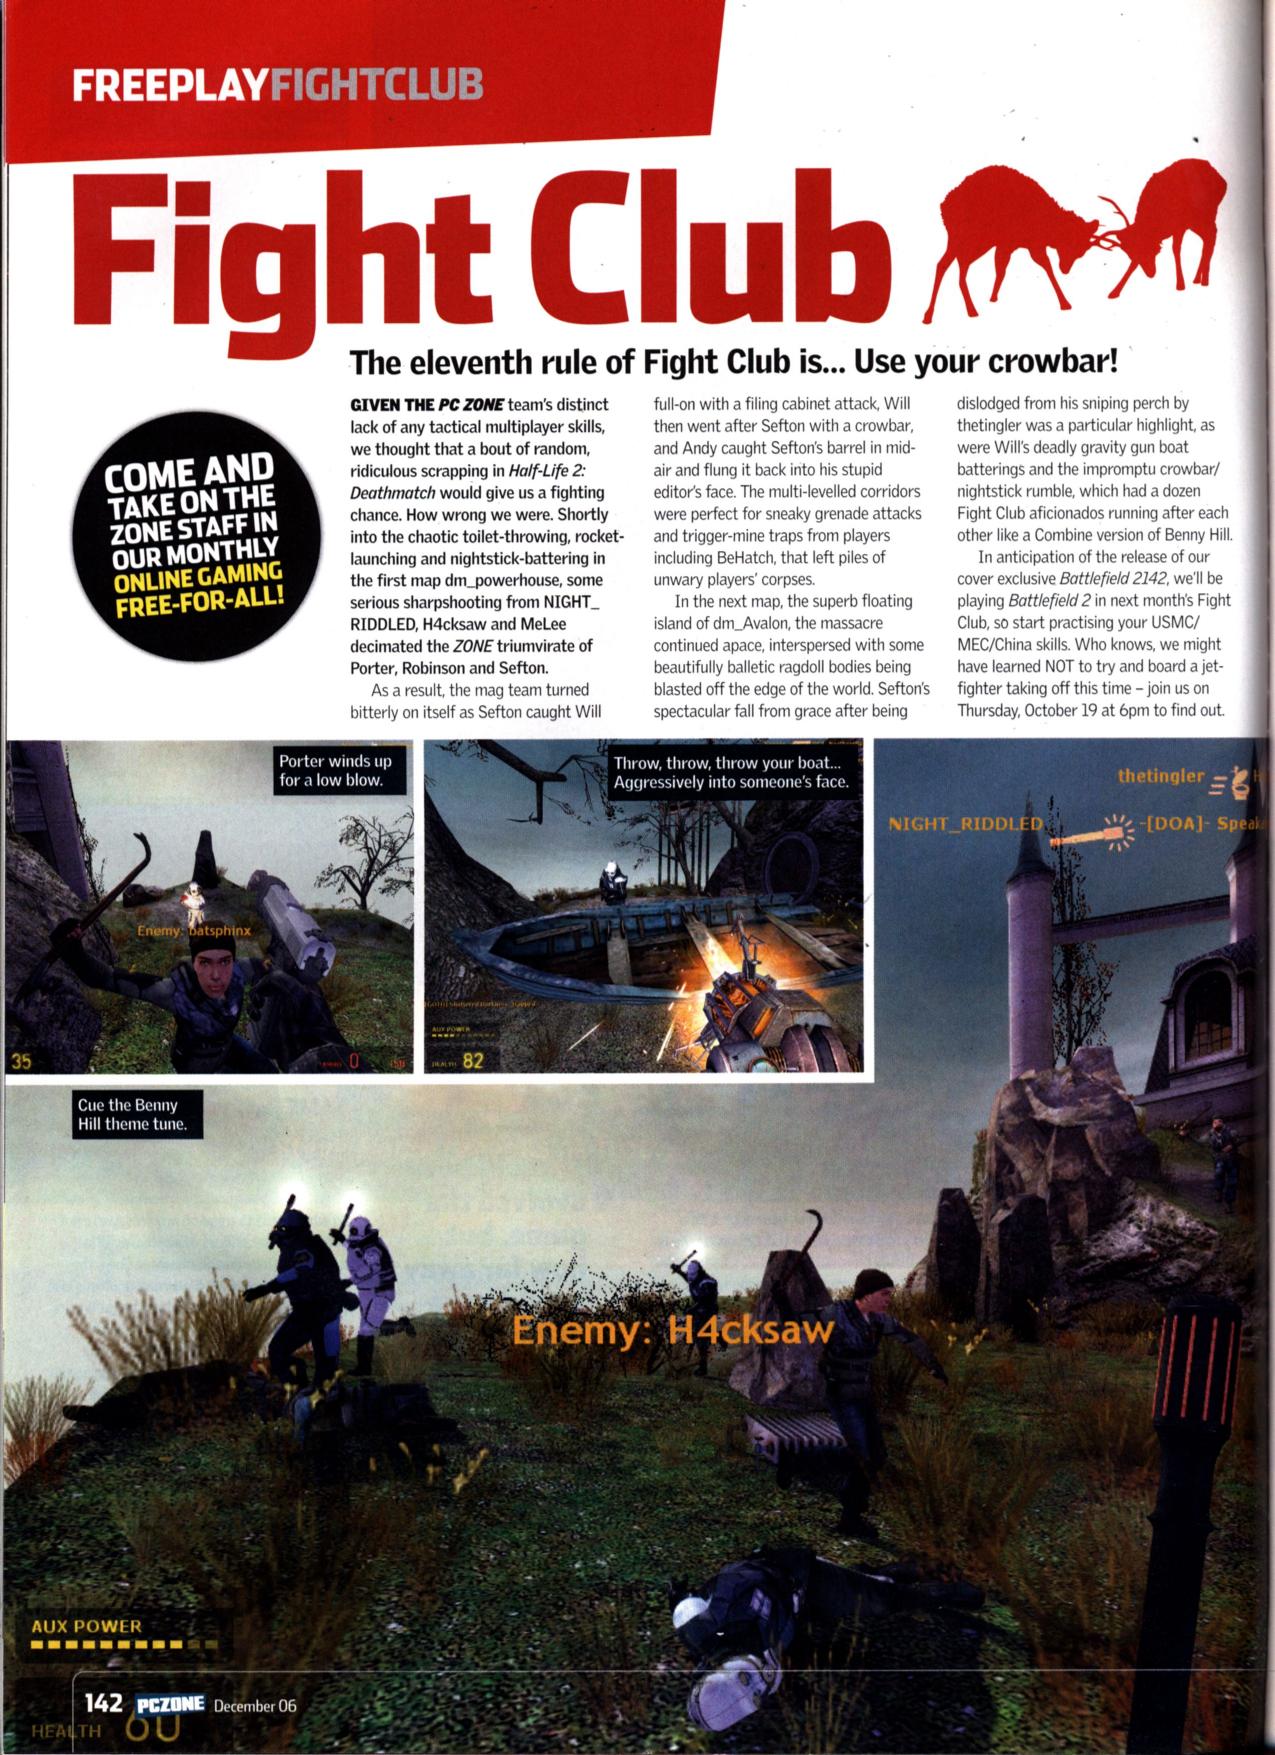 FREEPLAYFIGHTCLUB
Fight Club
The eleventh rule of Fight Club is... Use your crowbar!
COME AND
TAKE ON THE
ZONE STAFF IN
OUR MONTHLY
ONLINE GAMING
FREE-FOR-ALL!
GIVEN THE PC ZONE team's distinct
lack of any tactical multiplayer skills,
we thought that a bout of random,
ridiculous scrapping in Half-Life 2:
Deathmatch would give us a fighting
chance. How wrong we were. Shortly
into the chaotic toilet-throwing, rocket-
launching and nightstick-battering in
the first map dm_powerhouse, some
serious sharpshooting from NIGHT_
RIDDLED, H4cksaw and MeLee
decimated the ZONE triumvirate of
Porter, Robinson and Sefton.
As a result, the mag team turned
bitterly on itself as Sefton caught Will
full-on with a filing cabinet attack, Will
then went after Sefton with a crowbar,
and Andy caught Sefton's barrel in mid-
air and flung it back into his stupid
editor's face. The multi-levelled corridors
were perfect for sneaky grenade attacks
and trigger-mine traps from players
including BeHatch, that left piles of
unwary players' corpses.
In the next map, the superb floating
island of dm_Avalon, the massacre
continued apace, interspersed with some
beautifully balletic ragdoll bodies being
blasted off the edge of the world. Sefton's
spectacular fall from grace after being
dislodged from his sniping perch by
thetingler was a particular highlight, as
were Will's deadly gravity gun boat
batterings and the impromptu crowbar/
nightstick rumble, which had a dozen
Fight Club aficionados running after each
other like a Combine version of Benny Hill.
In anticipation of the release of our
cover exclusive Battlefield 2142, we'll be
playing Battlefield 2 in next month's Fight
Club, so start practising your USMC/
MEC/China skills. Who knows, we might
have learned NOT to try and board a jet-
fighter taking off this time – join us on
Thursday, October 19 at 6pm to find out.
Porter winds up
for a low blow.
Enemy: batsphinx
35
0
Throw, throw, throw your boat...
Aggressively into someone's face.
AUX POWER
HEALTH 82
thetingler
NIGHT_RIDDLED -[DOA]- Speak
Cue the Benny
Hill theme tune.
Enemy: H4cksaw
AUX POWER
142 PCZONE December 06
HEALTH 60